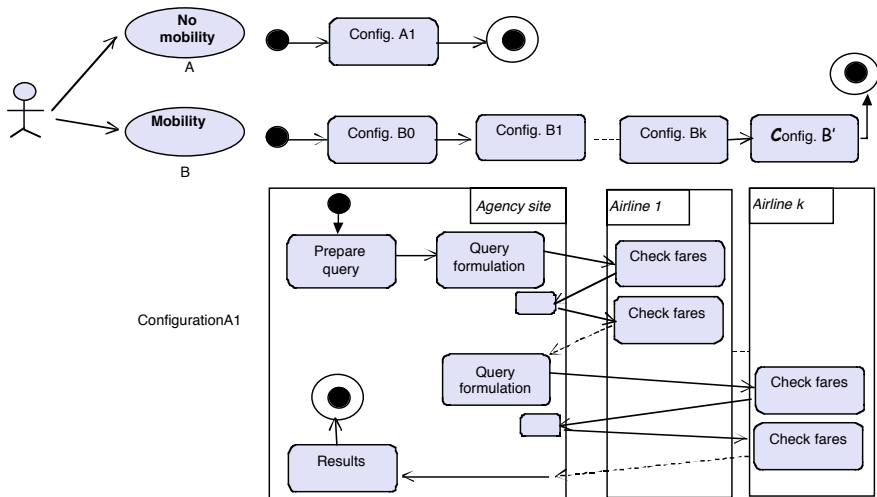 No
mobility
A
Config. A1
Mobility
B
Config. B0
Config. B1
Config. Bk
Config. B'
Agency site
Airline 1
Airline k
Prepare
query
Query
formulation
Check fares
Check fares
ConfigurationA1
Query
formulation
Check fares
Check fares
Results